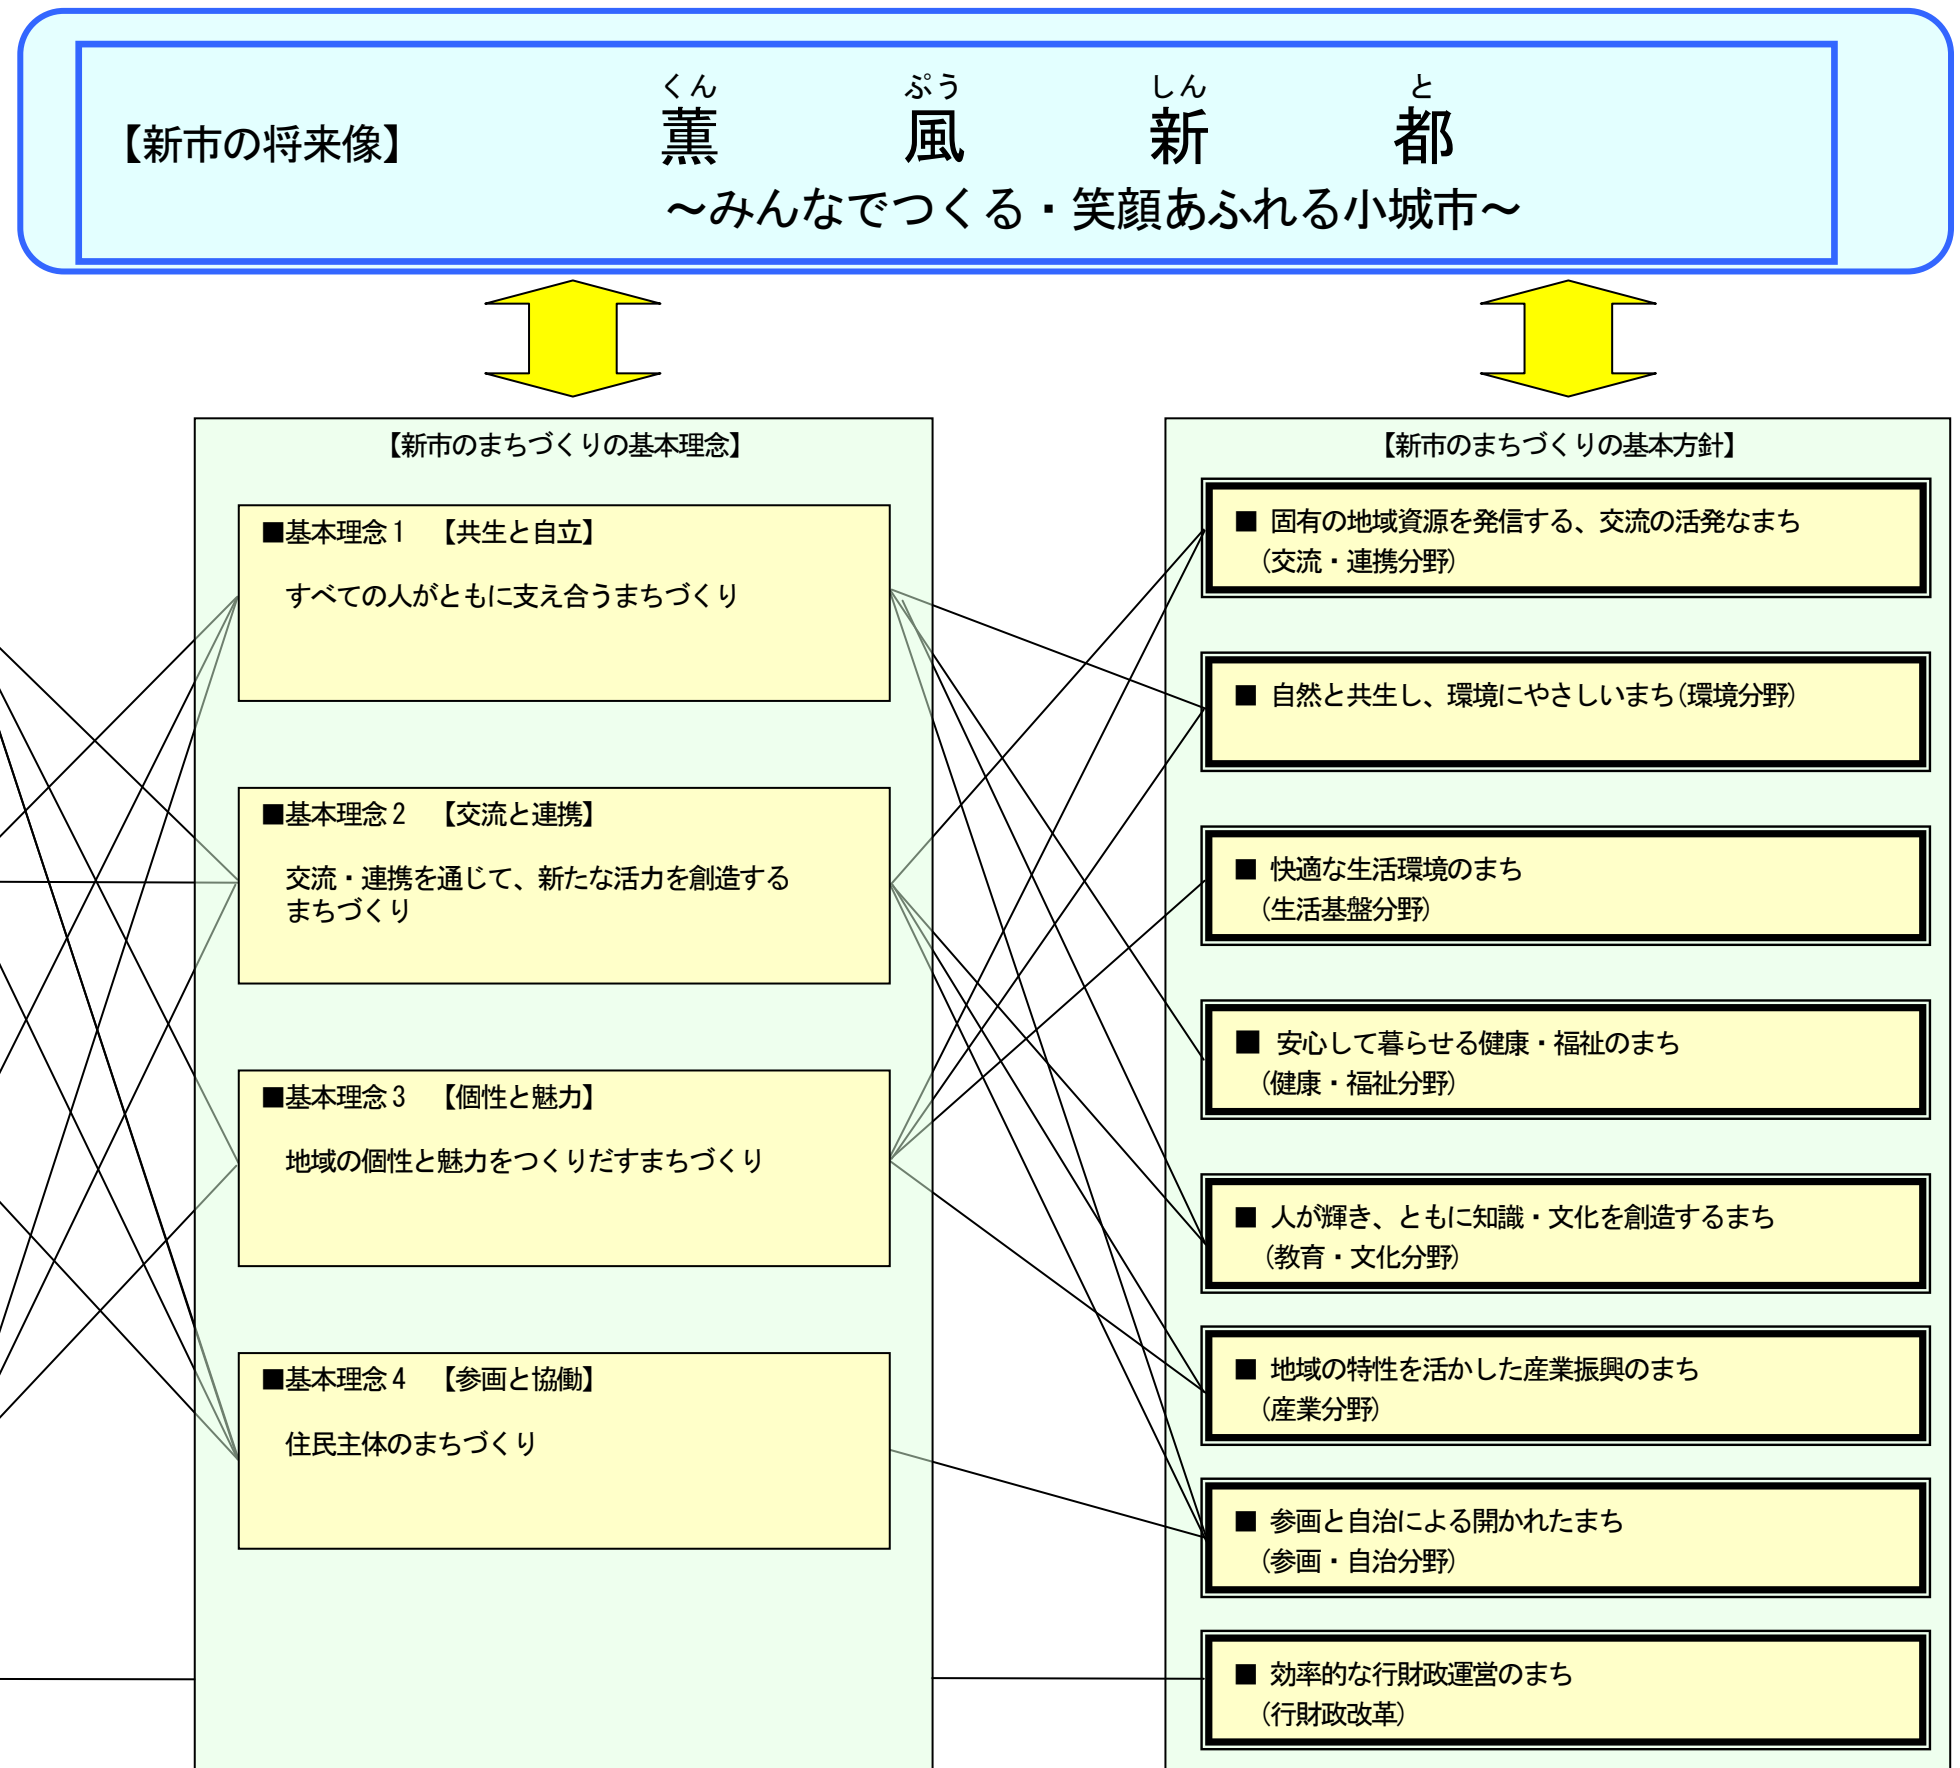 くん ぷう しん と
【新市の将来像】 薫 風 新 都
～みんなでつくる・笑顔あふれる小城市～
【新市のまちづくりの基本理念】
■基本理念1 【共生と自立】
すべての人がともに支え合うまちづくり
■基本理念2 【交流と連携】
交流・連携を通じて、新たな活力を創造する
まちづくり
■基本理念3 【個性と魅力】
地域の個性と魅力をつくりだすまちづくり
■基本理念4 【参画と協働】
住民主体のまちづくり
【新市のまちづくりの基本方針】
■ 固有の地域資源を発信する、交流の活発なまち
(交流・連携分野)
■ 自然と共生し、環境にやさしいまち(環境分野)
■ 快適な生活環境のまち
(生活基盤分野)
■ 安心して暮らせる健康・福祉のまち
(健康・福祉分野)
■ 人が輝き、ともに知識・文化を創造するまち
(教育・文化分野)
■ 地域の特性を活かした産業振興のまち
(産業分野)
■ 参画と自治による開かれたまち
(参画・自治分野)
■ 効率的な行財政運営のまち
(行財政改革)